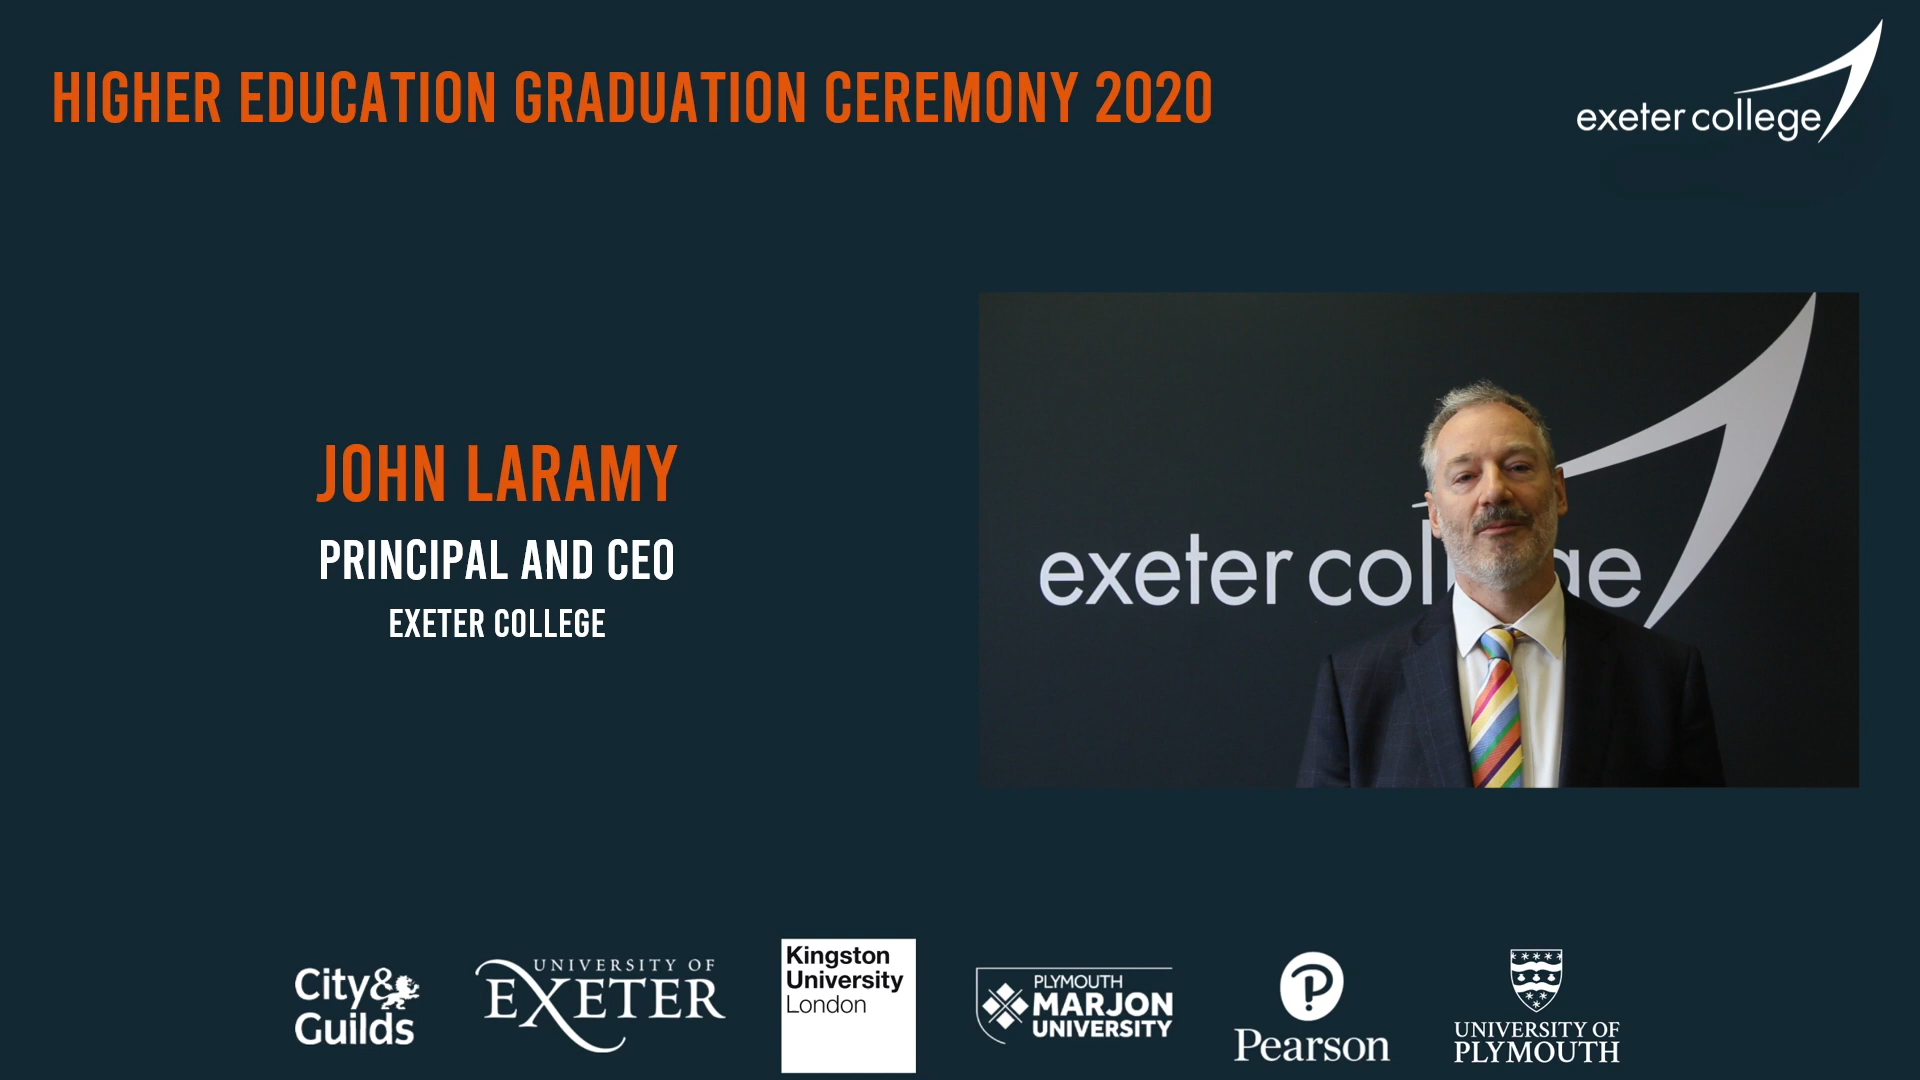 HIGHER EDUCATION GRADUATION CEREMONY 2020
exeter college
JOHN LARAMY
PRINCIPAL AND CEO
EXETER COLLEGE
exeter col ge
City&
Guilds
UNIVERSITY OF
EXETER
Kingston
University
London
PLYMOUTH
MARJON
UNIVERSITY
Pearson
UNIVERSITY OF
PLYMOUTH